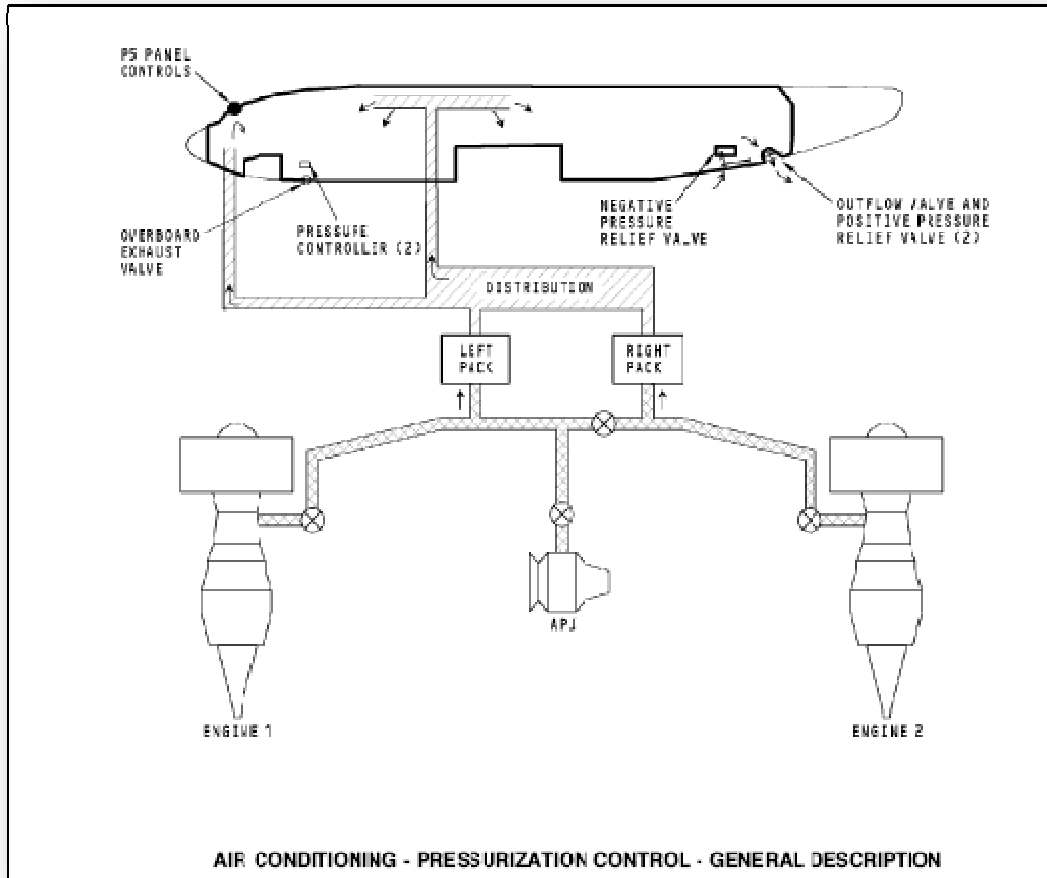 P5 PANEL
CONTROLS
OVERBOARD
EXHAUST
VALVE
PRESSURE
CONTROLLER (2)
NEGATIVE
PRESSURE
RELIEF VALVE
OUTFLOW VALVE AND
POSITIVE PRESSURE
RELIEF VALVE (2)
DISTRIBUTION
LEFT
PACK
RIGHT
PACK
APU
ENGINE 1
ENGINE 2
AIR CONDITIONING - PRESSURIZATION CONTROL - GENERAL DESCRIPTION